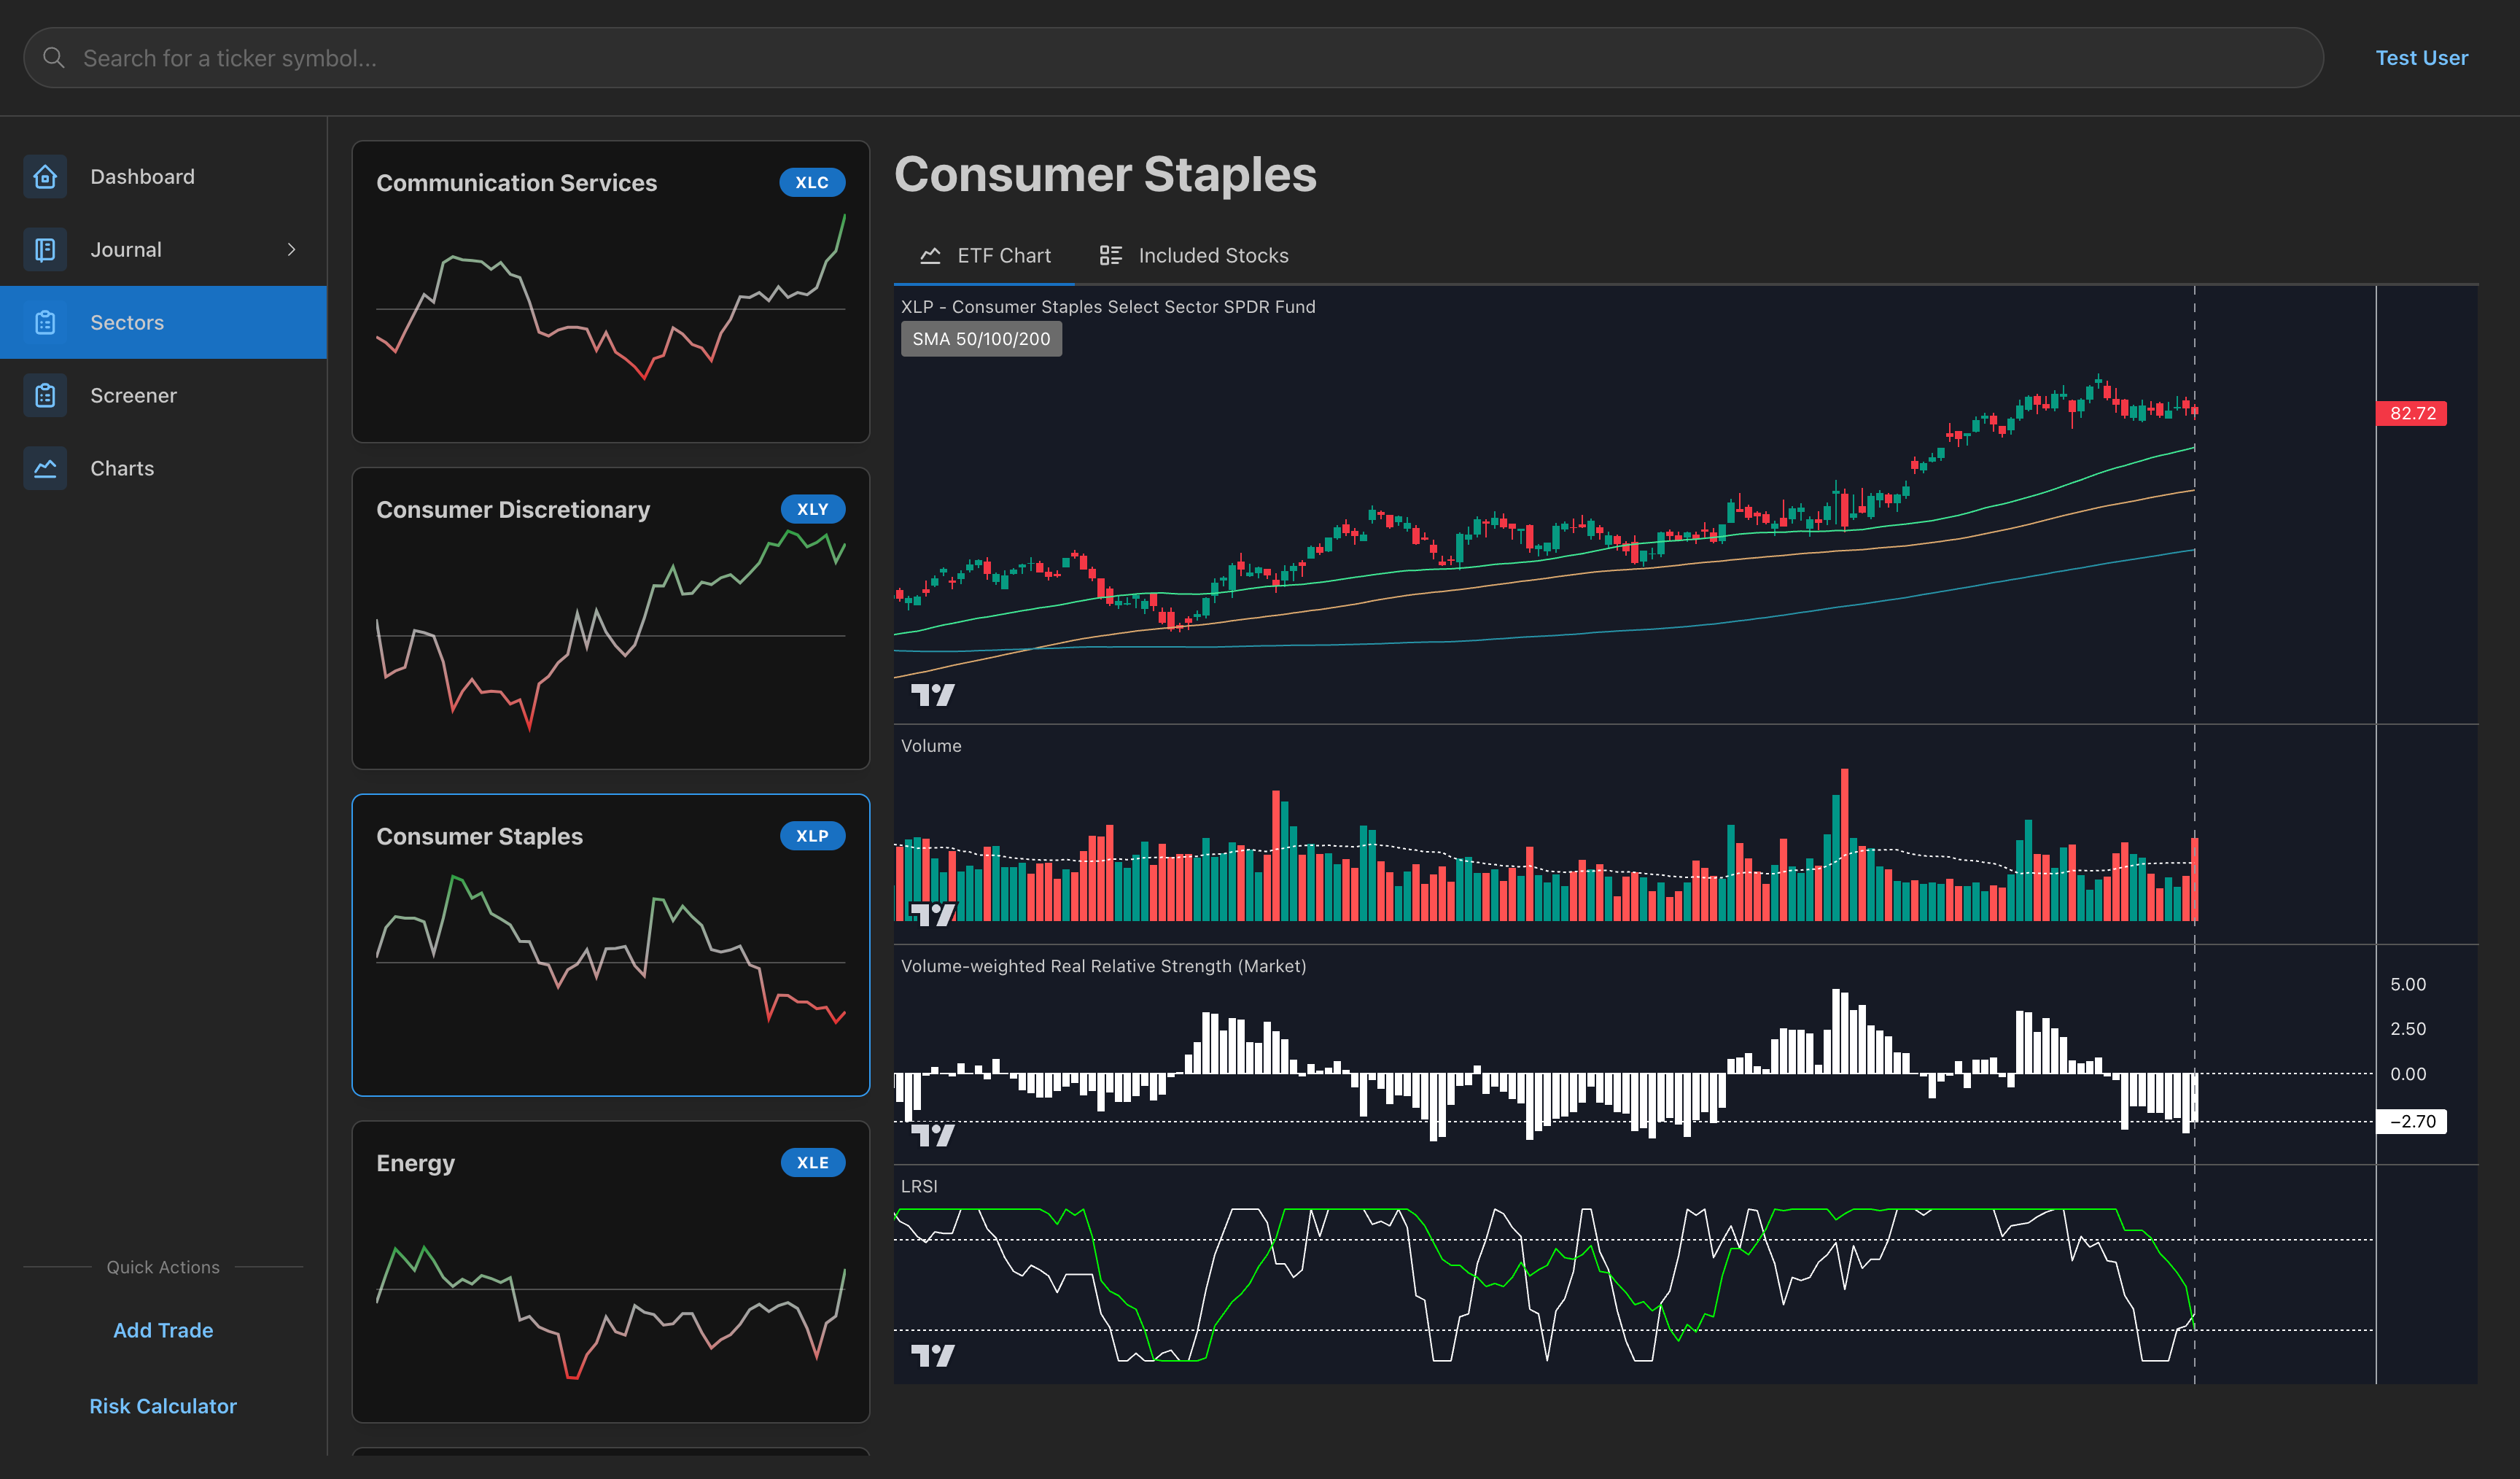 Search for a ticker symbol...
Test User
Dashboard
Journal
Sectors
Screener
Charts
Quick Actions
Add Trade
Risk Calculator
Communication Services
XLC
Consumer Discretionary
XLY
Consumer Staples
XLP
Energy
XLE
Consumer Staples
ETF Chart
Included Stocks
XLP - Consumer Staples Select Sector SPDR Fund
SMA 50/100/200
82.72
Volume
Volume-weighted Real Relative Strength (Market)
5.00
2.50
0.00
−2.70
LRSI